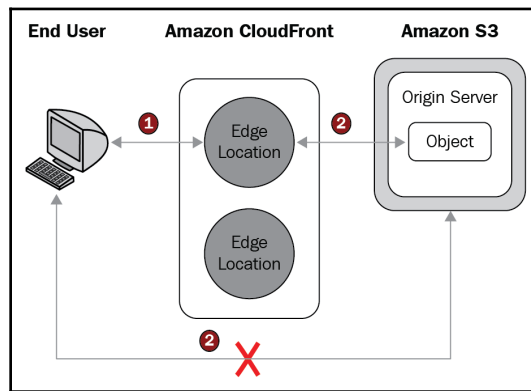 End User
Amazon CloudFront
Amazon S3
Origin Server
Object
1
Edge
Location
2
Edge
Location
2